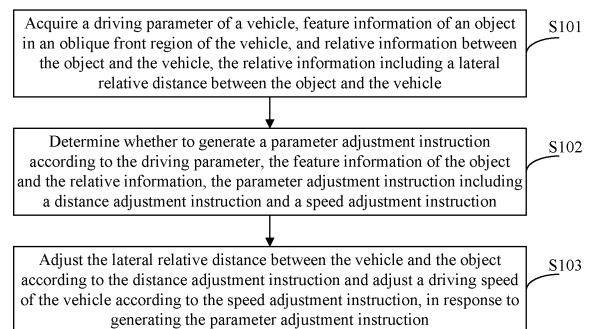 Acquire a driving parameter of a vehicle, feature information of an object
in an oblique front region of the vehicle, and relative information between
the object and the vehicle, the relative information including a lateral
relative distance between the object and the vehicle
S101
Determine whether to generate a parameter adjustment instruction
according to the driving parameter, the feature information of the object
and the relative information, the parameter adjustment instruction including
a distance adjustment instruction and a speed adjustment instruction
S102
Adjust the lateral relative distance between the vehicle and the object
according to the distance adjustment instruction and adjust a driving speed
of the vehicle according to the speed adjustment instruction, in response to
generating the parameter adjustment instruction
S103